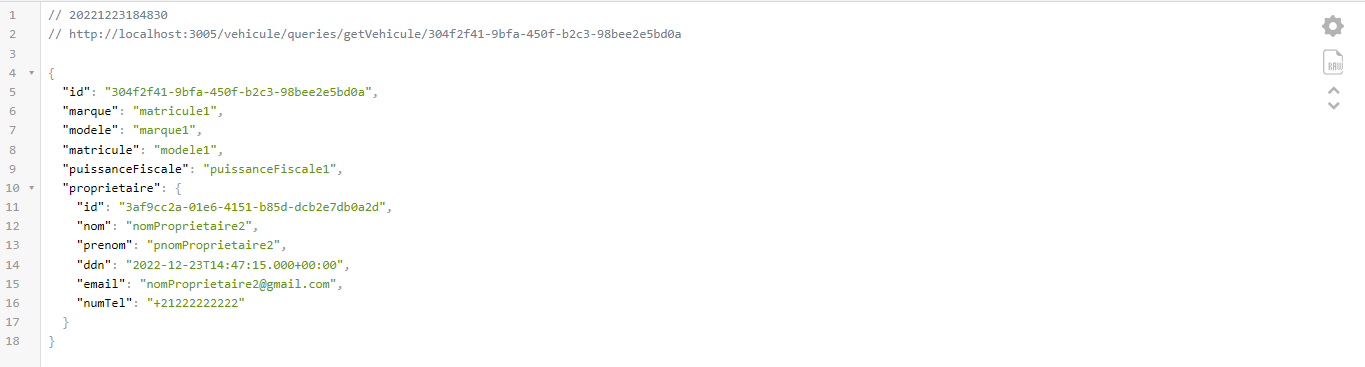 1 // 20221223184830
2 // http://localhost:3005/vehicule/queries/getVehicule/304f2f41-9bfa-450f-b2c3-98bee2e5bd0a
3
4 {
5 "id": "304f2f41-9bfa-450f-b2c3-98bee2e5bd0a",
6 "marque": "matricule1",
7 "modele": "marque1",
8 "matricule": "modele1",
9 "puissanceFiscale": "puissanceFiscale1",
10 "proprietaire": {
11 "id": "3af9cc2a-01e6-4151-b85d-dcb2e7db0a2d",
12 "nom": "nomProprietaire2",
13 "prenom": "pnomProprietaire2",
14 "ddn": "2022-12-23T14:47:15.000+00:00",
15 "email": "nomProprietaire2@gmail.com",
16 "numTel": "+21222222222"
17 }
18 }
RAW